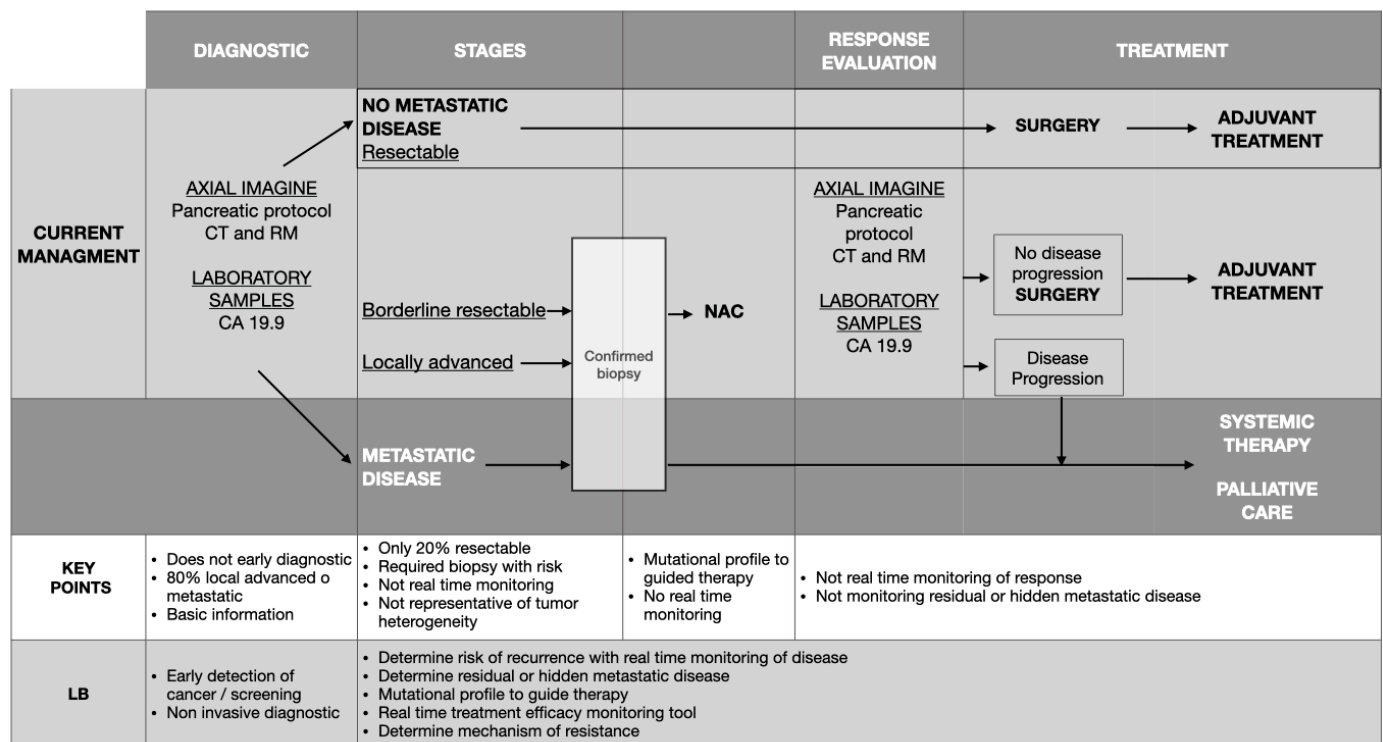 DIAGNOSTIC
STAGES
RESPONSE
EVALUATION
TREATMENT
CURRENT
MANAGMENT
AXIAL IMAGINE
Pancreatic protocol
CT and RM
LABORATORY
SAMPLES
CA 19.9
NO METASTATIC
DISEASE
Resectable
SURGERY
ADJUVANT
TREATMENT
Borderline resectable
Locally advanced
Confirmed
biopsy
NAC
AXIAL IMAGINE
Pancreatic
protocol
CT and RM
LABORATORY
SAMPLES
CA 19.9
No disease
progression
SURGERY
ADJUVANT
TREATMENT
Disease
Progression
METASTATIC
DISEASE
SYSTEMIC
THERAPY
PALLIATIVE
CARE
KEY
POINTS
• Does not early diagnostic
• 80% local advanced o
metastatic
• Basic information
• Only 20% resectable
• Required biopsy with risk
• Not real time monitoring
• Not representative of tumor
heterogeneity
• Mutational profile to
guided therapy
• No real time
monitoring
• Not real time monitoring of response
• Not monitoring residual or hidden metastatic disease
LB
• Early detection of
cancer / screening
• Non invasive diagnostic
• Determine risk of recurrence with real time monitoring of disease
• Determine residual or hidden metastatic disease
• Mutational profile to guide therapy
• Real time treatment efficacy monitoring tool
• Determine mechanism of resistance